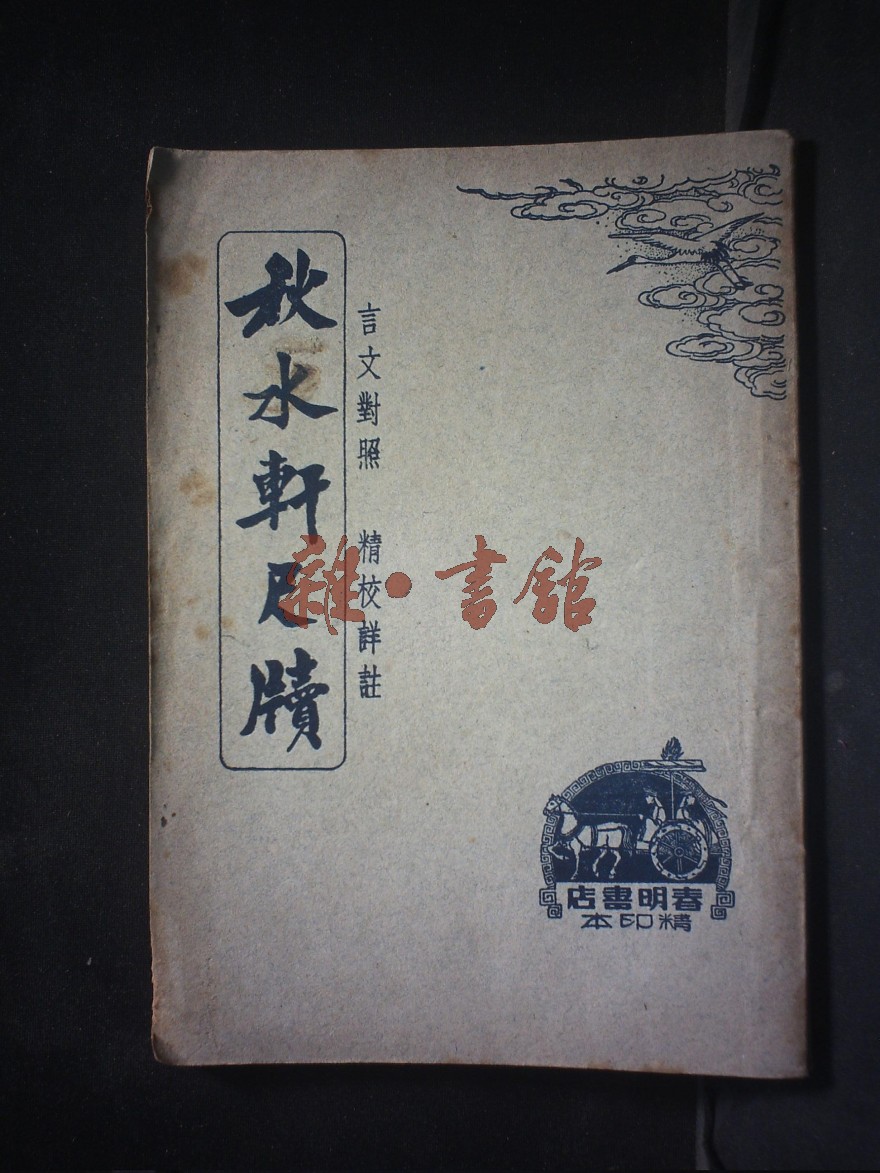 秋水軒尺牘
言文對照 精校詳註
雜·書館
春明書店
精印本